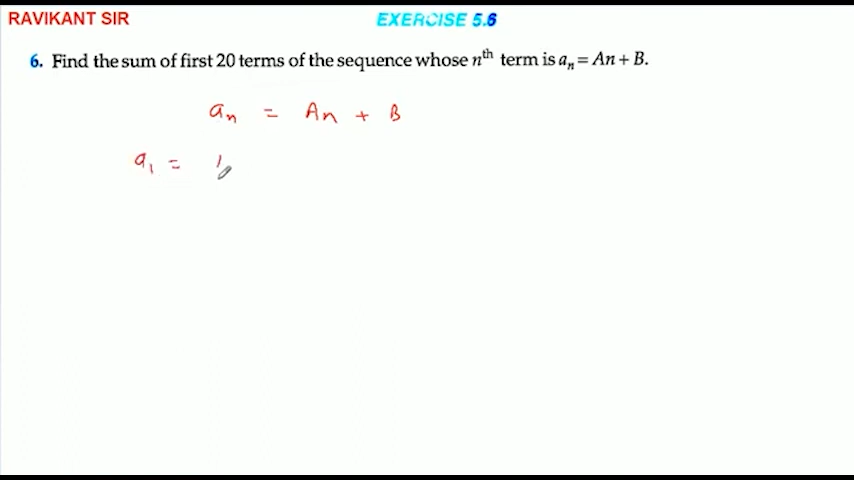 RAVIKANT SIR
EXERCISE 5.6
6. Find the sum of first 20 terms of the sequence whose nᵗʰ term is aₙ = An + B.
aₙ = An + B
a₁ =